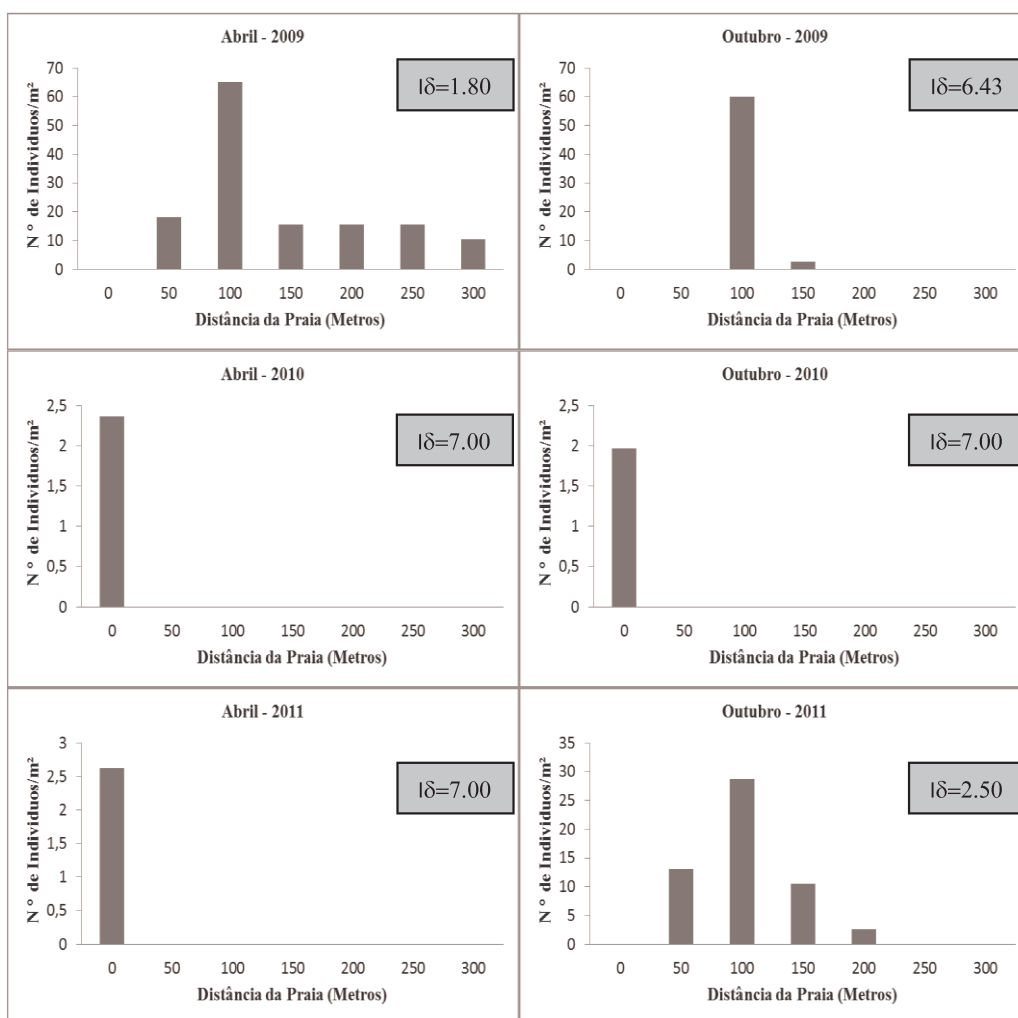 Abril - 2009
Iδ=1.80
N º de Individuos/m²
70
60
50
40
30
20
10
0
0 50 100 150 200 250 300
Distância da Praia (Metros)
Outubro - 2009
Iδ=6.43
N º de Individuos/m²
70
60
50
40
30
20
10
0
0 50 100 150 200 250 300
Distância da Praia (Metros)
Abril - 2010
Iδ=7.00
N º de Individuos/m²
2,5
2
1,5
1
0,5
0
0 50 100 150 200 250 300
Distância da Praia (Metros)
Outubro - 2010
Iδ=7.00
N º de Individuos/m²
2,5
2
1,5
1
0,5
0
0 50 100 150 200 250 300
Distância da Praia (Metros)
Abril - 2011
Iδ=7.00
N º de Individuos/m²
3
2,5
2
1,5
1
0,5
0
0 50 100 150 200 250 300
Distância da Praia (Metros)
Outubro - 2011
Iδ=2.50
N º de Individuos/m²
35
30
25
20
15
10
5
0
0 50 100 150 200 250 300
Distância da Praia (Metros)